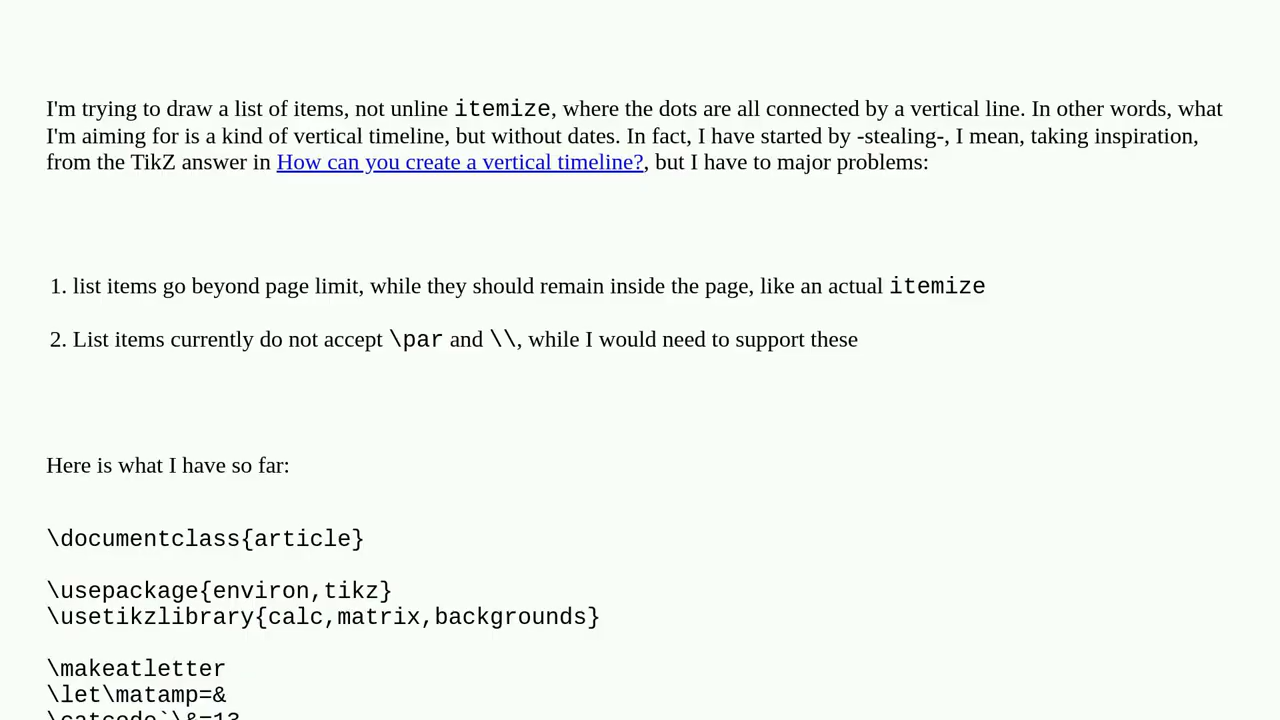 I'm trying to draw a list of items, not unline itemize, where the dots are all connected by a vertical line. In other words, what
I'm aiming for is a kind of vertical timeline, but without dates. In fact, I have started by -stealing-, I mean, taking inspiration,
from the TikZ answer in How can you create a vertical timeline?, but I have to major problems:
1. list items go beyond page limit, while they should remain inside the page, like an actual itemize
2. List items currently do not accept \par and \\, while I would need to support these
Here is what I have so far:
\documentclass{article}
\usepackage{environ,tikz}
\usetikzlibrary{calc,matrix,backgrounds}
\makeatletter
\let\matamp=&
\catcode`\&=13